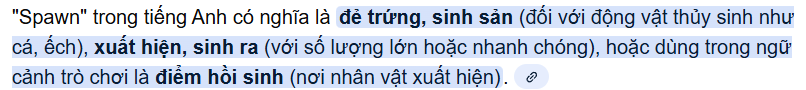 "Spawn" trong tiếng Anh có nghĩa là đẻ trứng, sinh sản (đối với động vật thủy sinh như
cá, ếch), xuất hiện, sinh ra (với số lượng lớn hoặc nhanh chóng), hoặc dùng trong ngữ
cảnh trò chơi là điểm hồi sinh (nơi nhân vật xuất hiện).